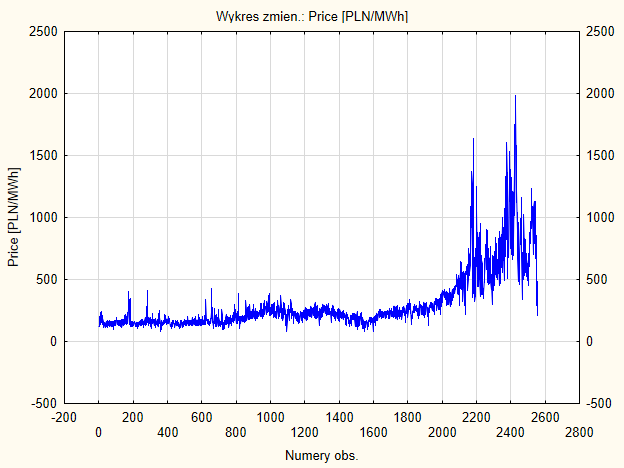 Wykres zmien.: Price [PLN/MWh]
2500 2500
2000 2000
1500 1500
1000 1000
500 500
0 0
-500 -500
Price [PLN/MWh]
-200 200 600 1000 1400 1800 2200 2600
0 400 800 1200 1600 2000 2400 2800
Numery obs.